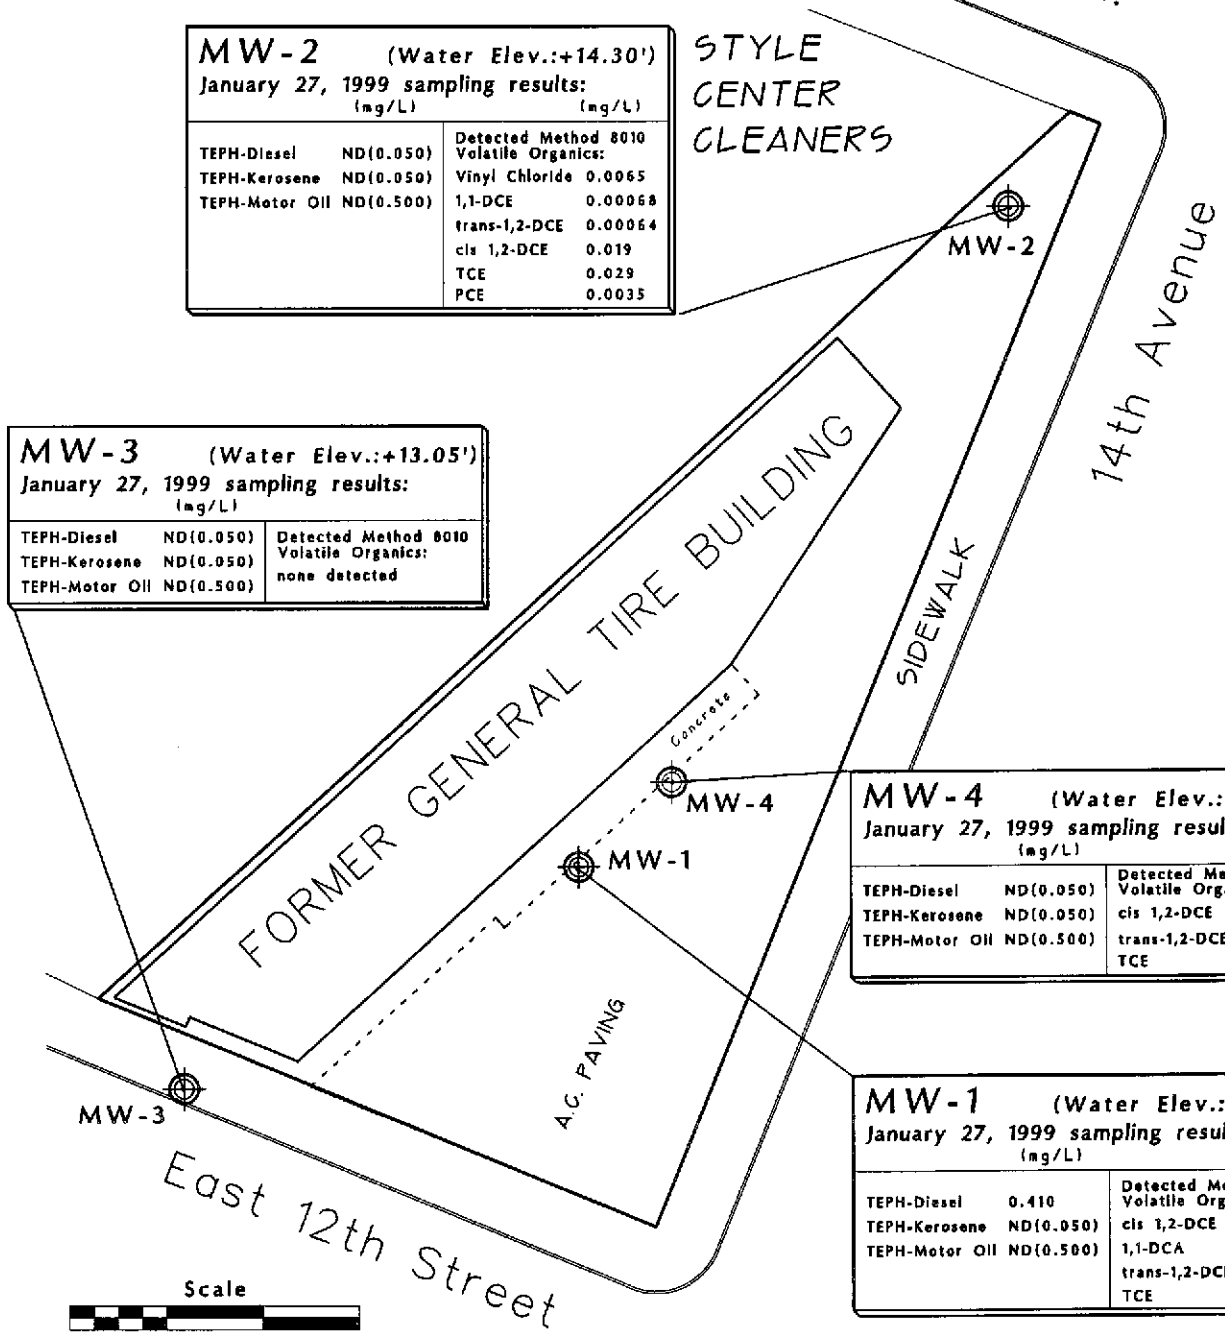 MW-2 (Water Elev.:+14.30')
January 27, 1999 sampling results:
(mg/L) (mg/L)
TEPH-Diesel ND(0.050)
TEPH-Kerosene ND(0.050)
TEPH-Motor Oil ND(0.500)
Detected Method 8010
Volatile Organics:
Vinyl Chloride 0.0065
1,1-DCE 0.00068
trans-1,2-DCE 0.00064
cis 1,2-DCE 0.019
TCE 0.029
PCE 0.0035
STYLE
CENTER
CLEANERS
MW-2
14th Avenue
MW-3 (Water Elev.:+13.05')
January 27, 1999 sampling results:
(mg/L)
TEPH-Diesel ND(0.050)
TEPH-Kerosene ND(0.050)
TEPH-Motor Oil ND(0.500)
Detected Method 8010
Volatile Organics:
none detected
FORMER GENERAL TIRE BUILDING
SIDEWALK
Concrete
MW-4
MW-1
MW-4 (Water Elev.:
January 27, 1999 sampling resul
(mg/L)
TEPH-Diesel ND(0.050)
TEPH-Kerosene ND(0.050)
TEPH-Motor Oil ND(0.500)
Detected Me
Volatile Org
cis 1,2-DCE
trans-1,2-DCE
TCE
A.C. PAVING
MW-3
MW-1 (Water Elev.:
January 27, 1999 sampling resul
(mg/L)
TEPH-Diesel 0.410
TEPH-Kerosene ND(0.050)
TEPH-Motor Oil ND(0.500)
Detected Me
Volatile Org
cis 1,2-DCE
1,1-DCA
trans-1,2-DCE
TCE
East 12th Street
Scale